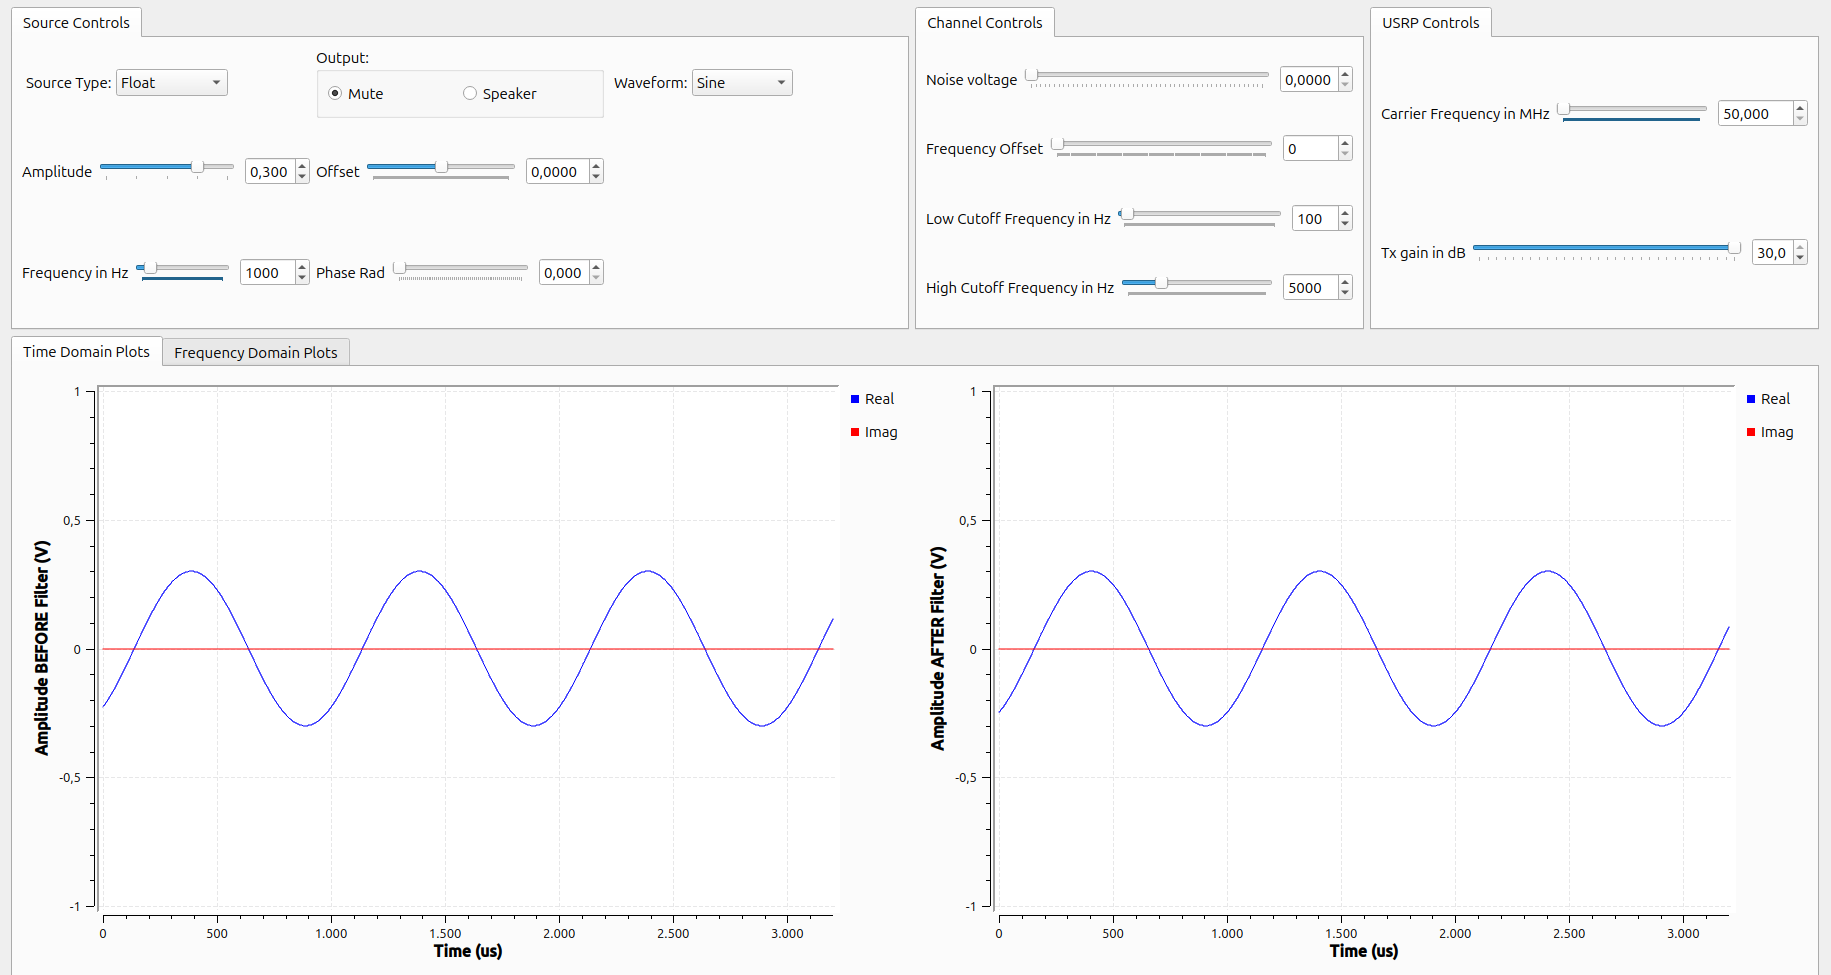 Source Controls
Source Type: Float
Output:
Mute Speaker
Waveform: Sine
Amplitude 0,300 Offset 0,0000
Frequency in Hz 1000 Phase Rad 0,000
Channel Controls
Noise voltage 0,0000
Frequency Offset 0
Low Cutoff Frequency in Hz 100
High Cutoff Frequency in Hz 5000
USRP Controls
Carrier Frequency in MHz 50,000
Tx gain in dB 30,0
Time Domain Plots Frequency Domain Plots
Amplitude BEFORE Filter (V)
1
0,5
0
-0,5
-1
0 500 1.000 1.500 2.000 2.500 3.000
Time (us)
Real
Imag
Amplitude AFTER Filter (V)
1
0,5
0
-0,5
-1
0 500 1.000 1.500 2.000 2.500 3.000
Time (us)
Real
Imag